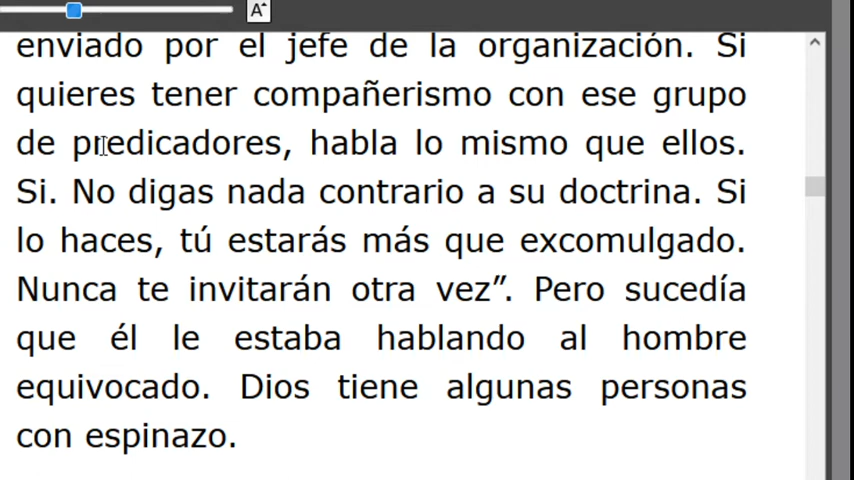 A
enviado por el jefe de la organización. Si
quieres tener compañerismo con ese grupo
de predicadores, habla lo mismo que ellos.
Si. No digas nada contrario a su doctrina. Si
lo haces, tú estarás más que excomulgado.
Nunca te invitarán otra vez”. Pero sucedía
que él le estaba hablando al hombre
equivocado. Dios tiene algunas personas
con espinazo.